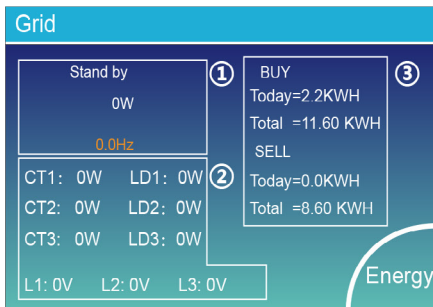 Grid
Stand by
0W
0.0Hz
①
CT1: 0W LD1: 0W
CT2: 0W LD2: 0W
CT3: 0W LD3: 0W
L1: 0V L2: 0V L3: 0V
②
BUY
Today=2.2KWH
Total =11.60 KWH
SELL
Today=0.0KWH
Total =8.60 KWH
③
Energy